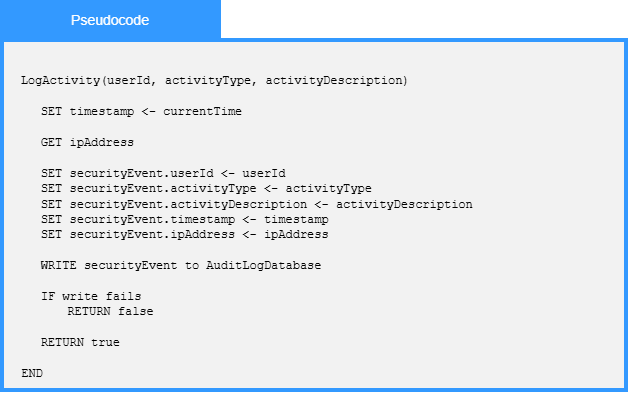 Pseudocode
LogActivity(userId, activityType, activityDescription)
SET timestamp <- currentTime
GET ipAddress
SET securityEvent.userId <- userId
SET securityEvent.activityType <- activityType
SET securityEvent.activityDescription <- activityDescription
SET securityEvent.timestamp <- timestamp
SET securityEvent.ipAddress <- ipAddress
WRITE securityEvent to AuditLogDatabase
IF write fails
RETURN false
RETURN true
END